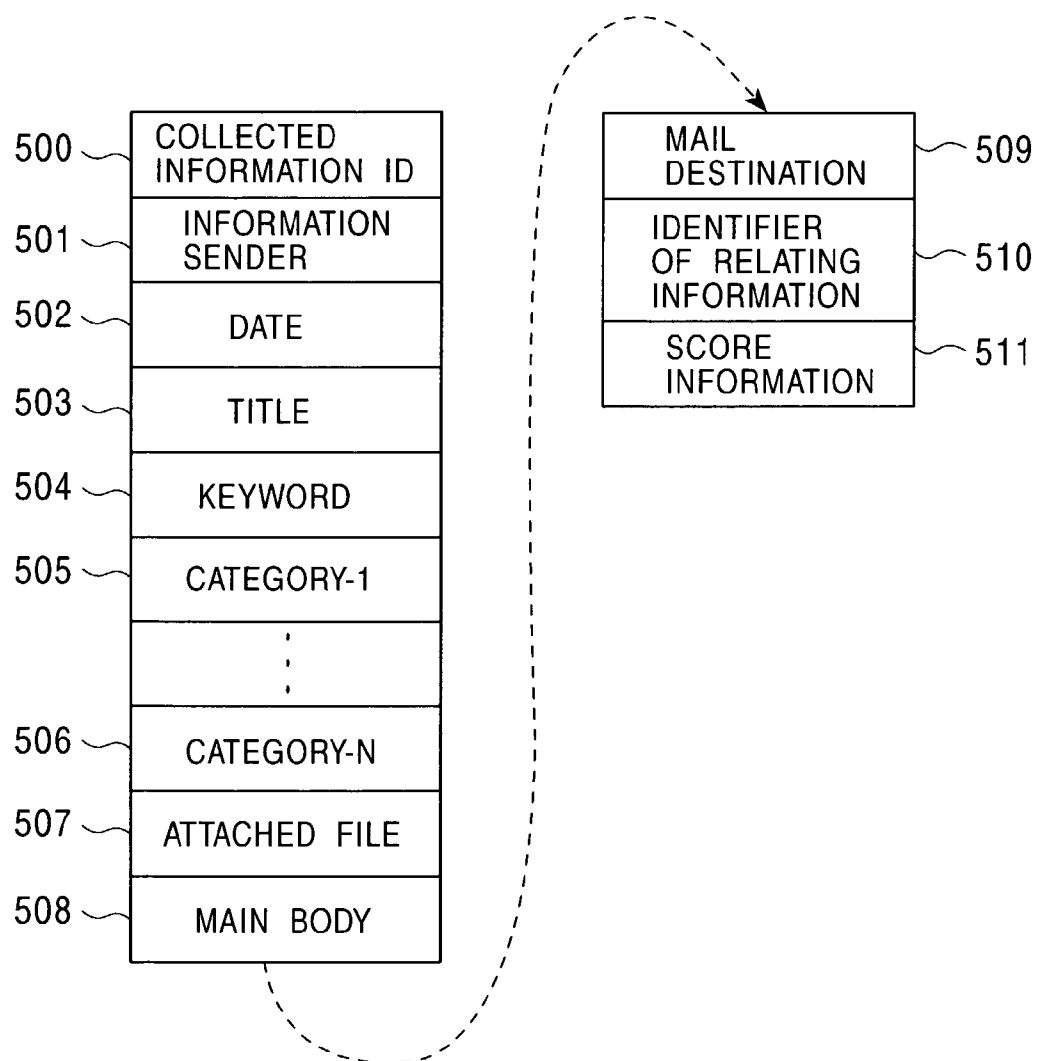 500
COLLECTED
INFORMATION ID
501
INFORMATION
SENDER
502
DATE
503
TITLE
504
KEYWORD
505
CATEGORY-1
506
CATEGORY-N
507
ATTACHED FILE
508
MAIN BODY
MAIL
DESTINATION
509
IDENTIFIER
OF RELATING
INFORMATION
510
SCORE
INFORMATION
511